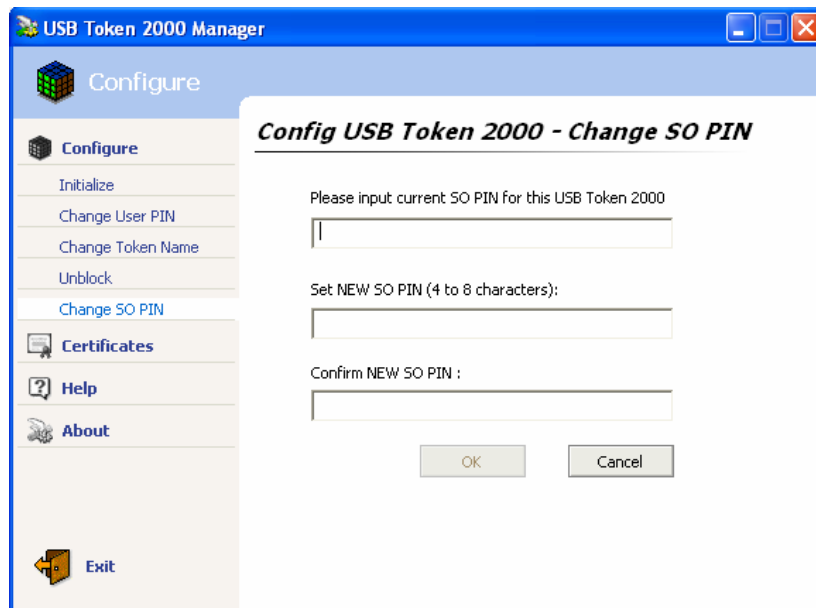 USB Token 2000 Manager
Configure
Configure
Initialize
Change User PIN
Change Token Name
Unblock
Change SO PIN
Certificates
Help
About
Exit
Config USB Token 2000 - Change SO PIN
Please input current SO PIN for this USB Token 2000
Set NEW SO PIN (4 to 8 characters):
Confirm NEW SO PIN :
OK
Cancel